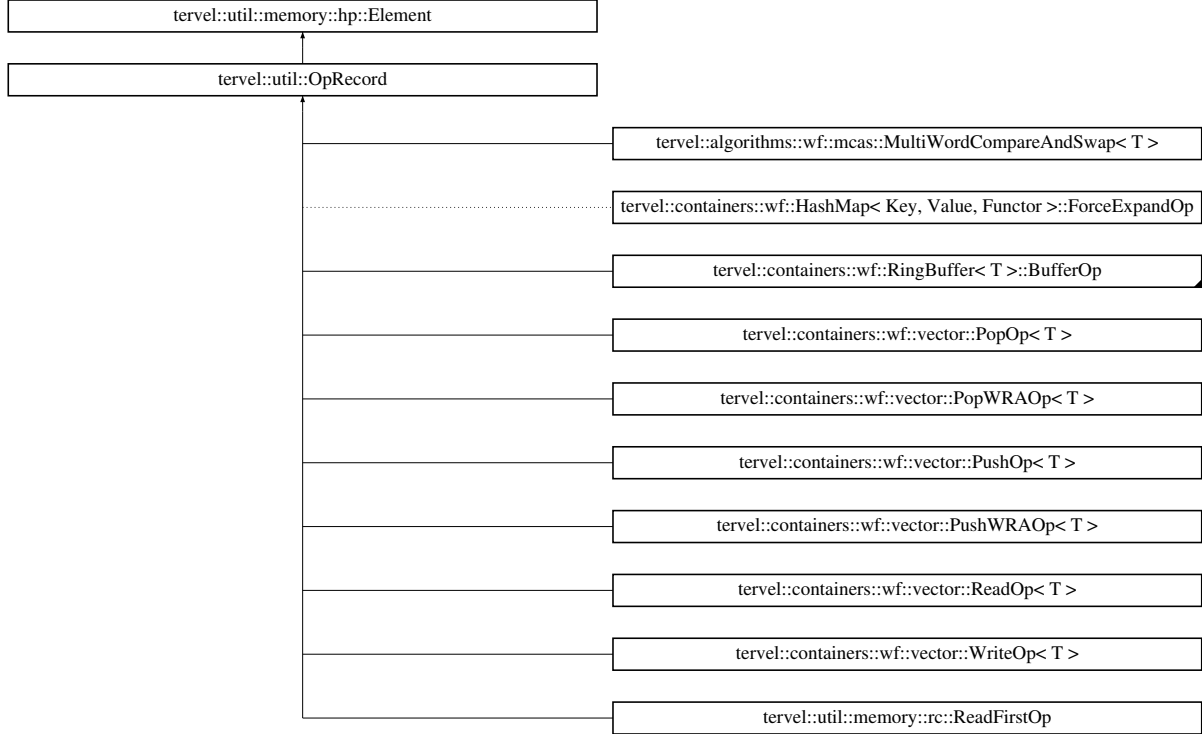 tervel::util::memory::hp::Element
tervel::util::OpRecord
tervel::algorithms::wf::mcas::MultiWordCompareAndSwap< T >
tervel::containers::wf::HashMap< Key, Value, Functor >::ForceExpandOp
tervel::containers::wf::RingBuffer< T >::BufferOp
tervel::containers::wf::vector::PopOp< T >
tervel::containers::wf::vector::PopWRAOp< T >
tervel::containers::wf::vector::PushOp< T >
tervel::containers::wf::vector::PushWRAOp< T >
tervel::containers::wf::vector::ReadOp< T >
tervel::containers::wf::vector::WriteOp< T >
tervel::util::memory::rc::ReadFirstOp